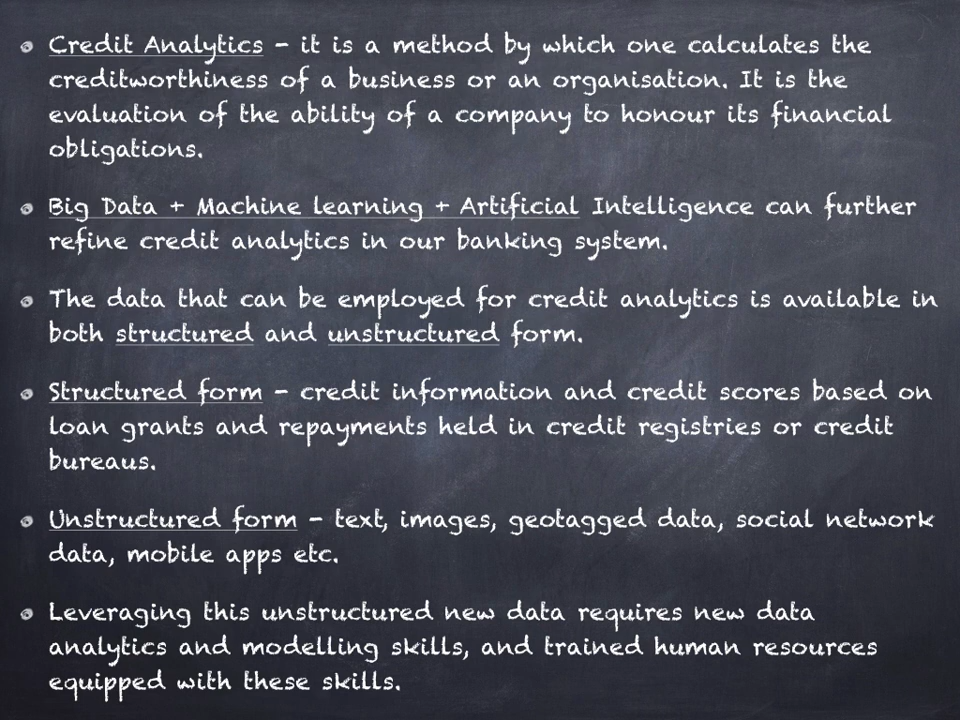 Credit Analytics - it is a method by which one calculates the
creditworthiness of a business or an organisation. It is the
evaluation of the ability of a company to honour its financial
obligations.
Big Data + Machine learning + Artificial Intelligence can further
refine credit analytics in our banking system.
The data that can be employed for credit analytics is available in
both structured and unstructured form.
Structured form - credit information and credit scores based on
loan grants and repayments held in credit registries or credit
bureaus.
Unstructured form - text, images, geotagged data, social network
data, mobile apps etc.
Leveraging this unstructured new data requires new data
analytics and modelling skills, and trained human resources
equipped with these skills.